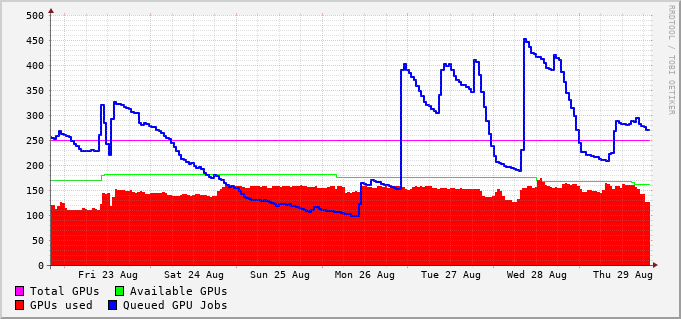 500
450
400
350
300
250
200
150
100
50
0
Fri 23 Aug Sat 24 Aug Sun 25 Aug Mon 26 Aug Tue 27 Aug Wed 28 Aug Thu 29 Aug
Total GPUs Available GPUs
GPUs used Queued GPU Jobs
RRDTOOL / TOBI OETIKER